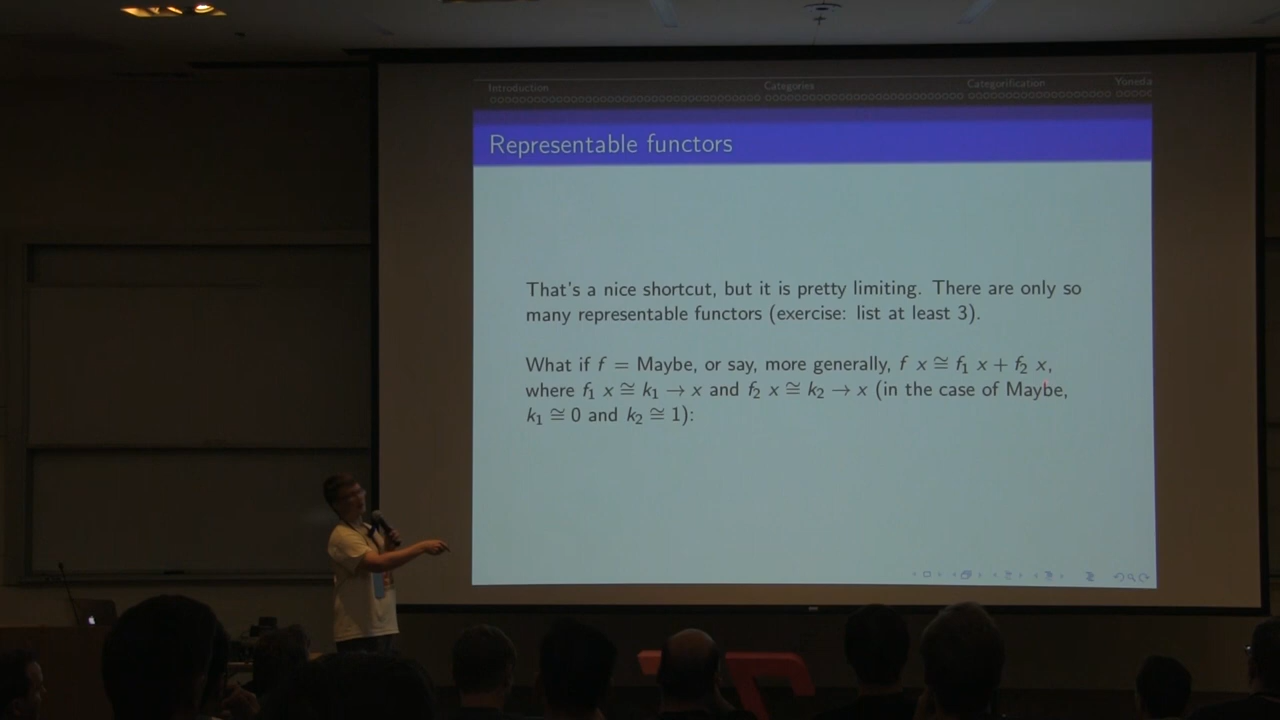 Introduction Categories Categorification Yoneda
Representable functors
That's a nice shortcut, but it is pretty limiting. There are only so
many representable functors (exercise: list at least 3).
What if f = Maybe, or say, more generally, f x ≅ f₁ x + f₂ x,
where f₁ x ≅ k₁ → x and f₂ x ≅ k₂ → x (in the case of Maybe,
k₁ ≅ 0 and k₂ ≅ 1):